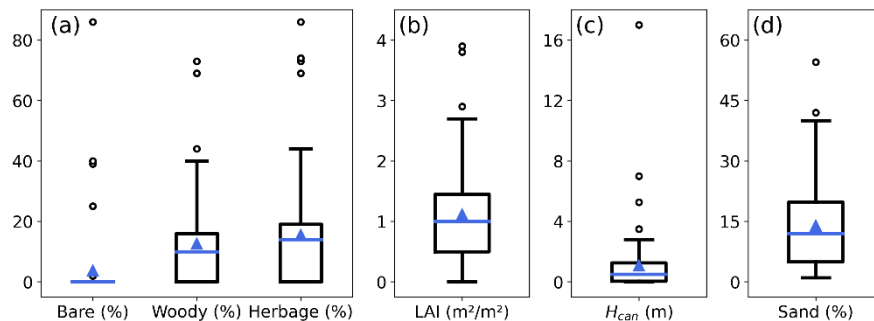 (a)
80
60
40
20
0
Bare (%) Woody (%) Herbage (%)
(b)
4
3
2
1
0
LAI (m²/m²)
(c)
16
12
8
4
0
H_can (m)
(d)
60
45
30
15
0
Sand (%)